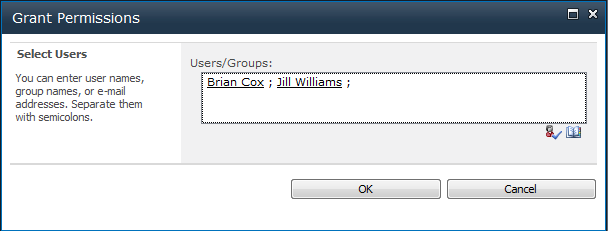 Grant Permissions
Select Users
You can enter user names,
group names, or e-mail
addresses. Separate them
with semicolons.
Users/Groups:
Brian Cox ; Jill Williams ;
OK
Cancel